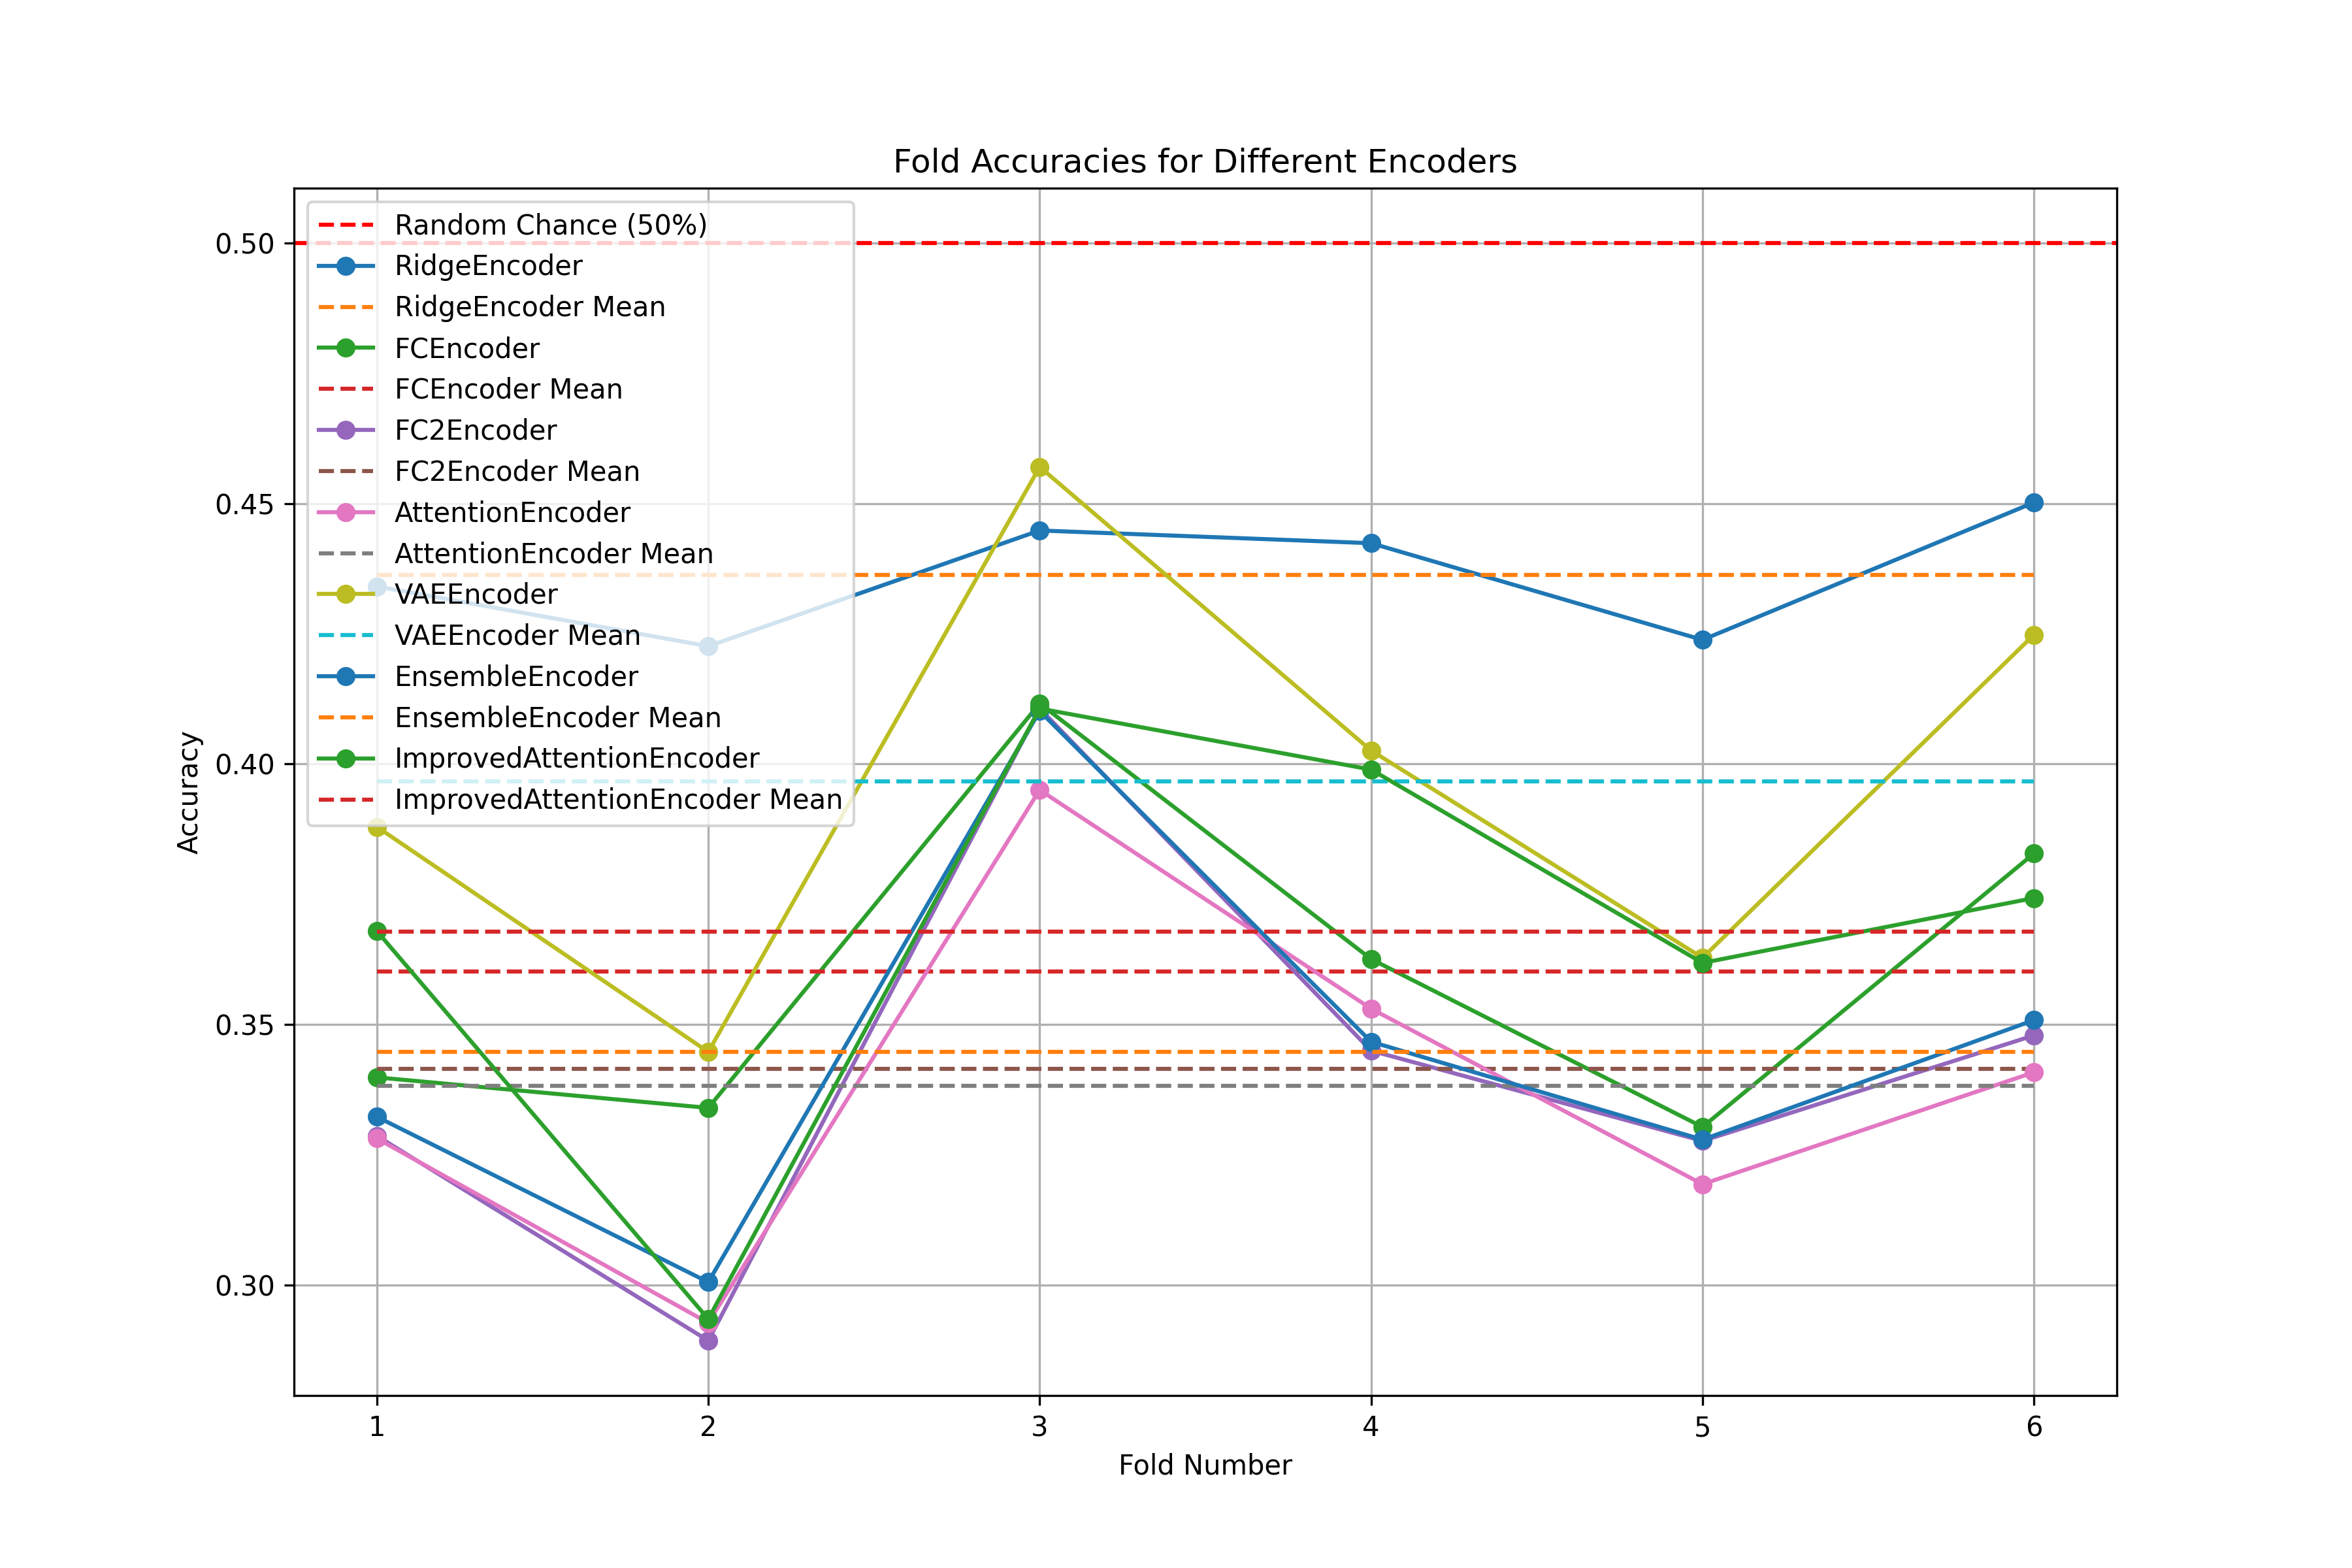 Fold Accuracies for Different Encoders
Random Chance (50%)
RidgeEncoder
RidgeEncoder Mean
FCEncoder
FCEncoder Mean
FC2Encoder
FC2Encoder Mean
AttentionEncoder
AttentionEncoder Mean
VAEEncoder
VAEEncoder Mean
EnsembleEncoder
EnsembleEncoder Mean
ImprovedAttentionEncoder
ImprovedAttentionEncoder Mean
0.50
0.45
0.40
0.35
0.30
Accuracy
1 2 3 4 5 6
Fold Number